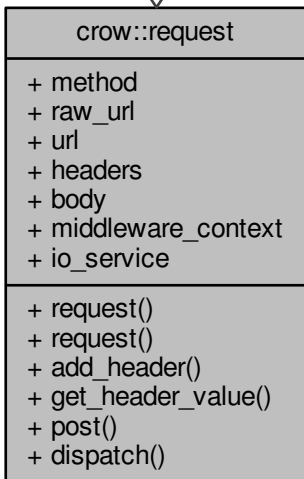 crow::request
+ method
+ raw_url
+ url
+ headers
+ body
+ middleware_context
+ io_service
+ request()
+ request()
+ add_header()
+ get_header_value()
+ post()
+ dispatch()